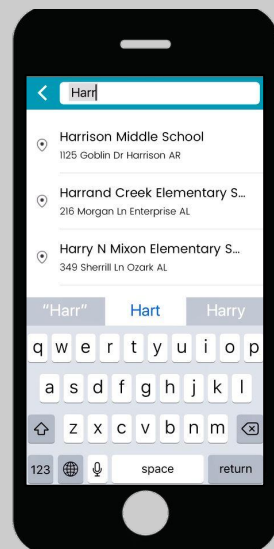 Harr
Harrison Middle School
1125 Goblin Dr Harrison AR
Harrand Creek Elementary S...
216 Morgan Ln Enterprise AL
Harry N Mixon Elementary S...
349 Sherrill Ln Ozark AL
"Harr" Hart Harry
q w e r t y u i o p
a s d f g h j k l
z x c v b n m
123 space return